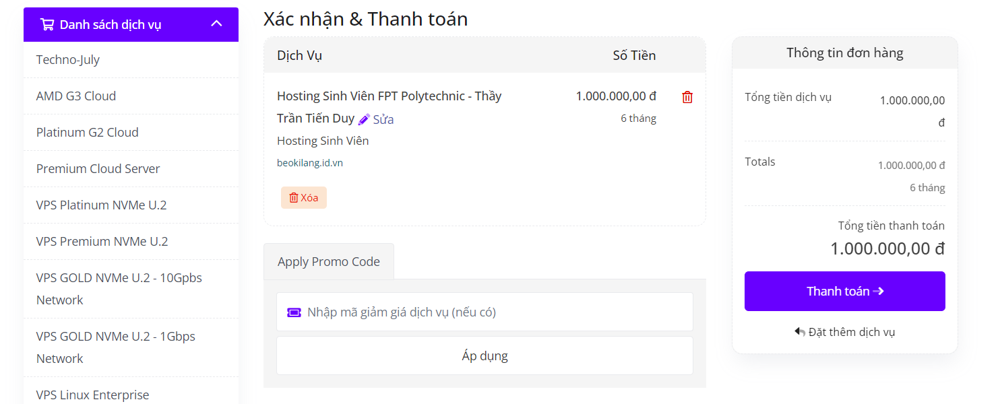 Danh sách dịch vụ
Techno-July
AMD G3 Cloud
Platinum G2 Cloud
Premium Cloud Server
VPS Platinum NVMe U.2
VPS Premium NVMe U.2
VPS GOLD NVMe U.2 - 10Gpbs
Network
VPS GOLD NVMe U.2 - 1Gbps
Network
VPS Linux Enterprise
Xác nhận & Thanh toán
Dịch Vụ Số Tiền
Hosting Sinh Viên FPT Polytechnic - Thầy 1.000.000,00 đ
Trần Tiến Duy Sửa 6 tháng
Hosting Sinh Viên
beokilang.id.vn
Xóa
Apply Promo Code
Nhập mã giảm giá dịch vụ (nếu có)
Áp dụng
Thông tin đơn hàng
Tổng tiền dịch vụ 1.000.000,00
đ
Totals 1.000.000,00 đ
6 tháng
Tổng tiền thanh toán
1.000.000,00 đ
Thanh toán
Đặt thêm dịch vụ